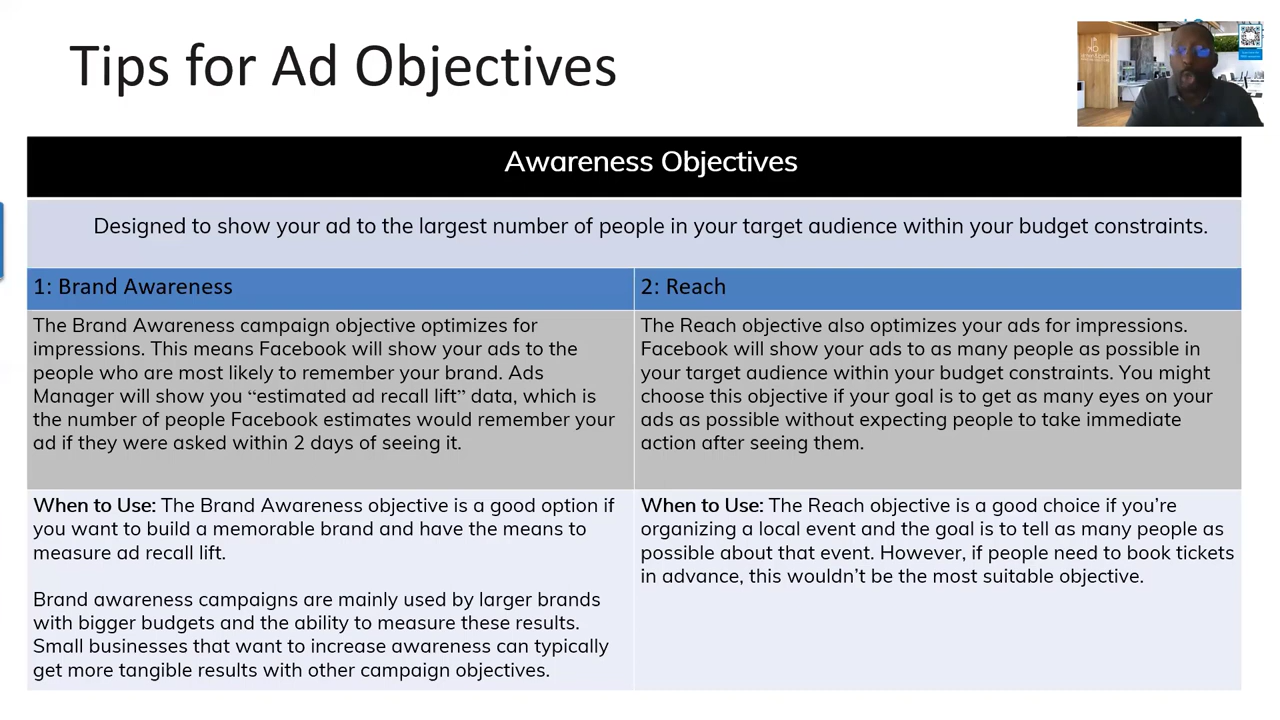 Tips for Ad Objectives
Awareness Objectives
Designed to show your ad to the largest number of people in your target audience within your budget constraints.
1: Brand Awareness
The Brand Awareness campaign objective optimizes for
impressions. This means Facebook will show your ads to the
people who are most likely to remember your brand. Ads
Manager will show you “estimated ad recall lift” data, which is
the number of people Facebook estimates would remember your
ad if they were asked within 2 days of seeing it.
When to Use: The Brand Awareness objective is a good option if
you want to build a memorable brand and have the means to
measure ad recall lift.
Brand awareness campaigns are mainly used by larger brands
with bigger budgets and the ability to measure these results.
Small businesses that want to increase awareness can typically
get more tangible results with other campaign objectives.
2: Reach
The Reach objective also optimizes your ads for impressions.
Facebook will show your ads to as many people as possible in
your target audience within your budget constraints. You might
choose this objective if your goal is to get as many eyes on your
ads as possible without expecting people to take immediate
action after seeing them.
When to Use: The Reach objective is a good choice if you’re
organizing a local event and the goal is to tell as many people as
possible about that event. However, if people need to book tickets
in advance, this wouldn’t be the most suitable objective.